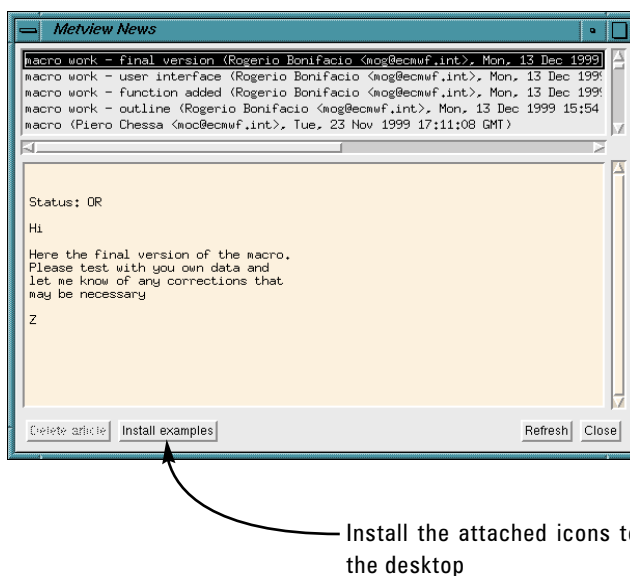 Metview News
macro work - final version (Rogerio Bonifacio <mog@ecmwf.int>, Mon, 13 Dec 1999
macro work - user interface (Rogerio Bonifacio <mog@ecmwf.int>, Mon, 13 Dec 199
macro work - function added (Rogerio Bonifacio <mog@ecmwf.int>, Mon, 13 Dec 199
macro work - outline (Rogerio Bonifacio <mog@ecmwf.int>, Mon, 13 Dec 1999 15:54
macro (Piero Chessa <moc@ecmwf.int>, Tue, 23 Nov 1999 17:11:08 GMT)
Status: OR
Hi
Here the final version of the macro.
Please test with you own data and
let me know of any corrections that
may be necessary
Z
Delete article Install examples Refresh Close
Install the attached icons to
the desktop